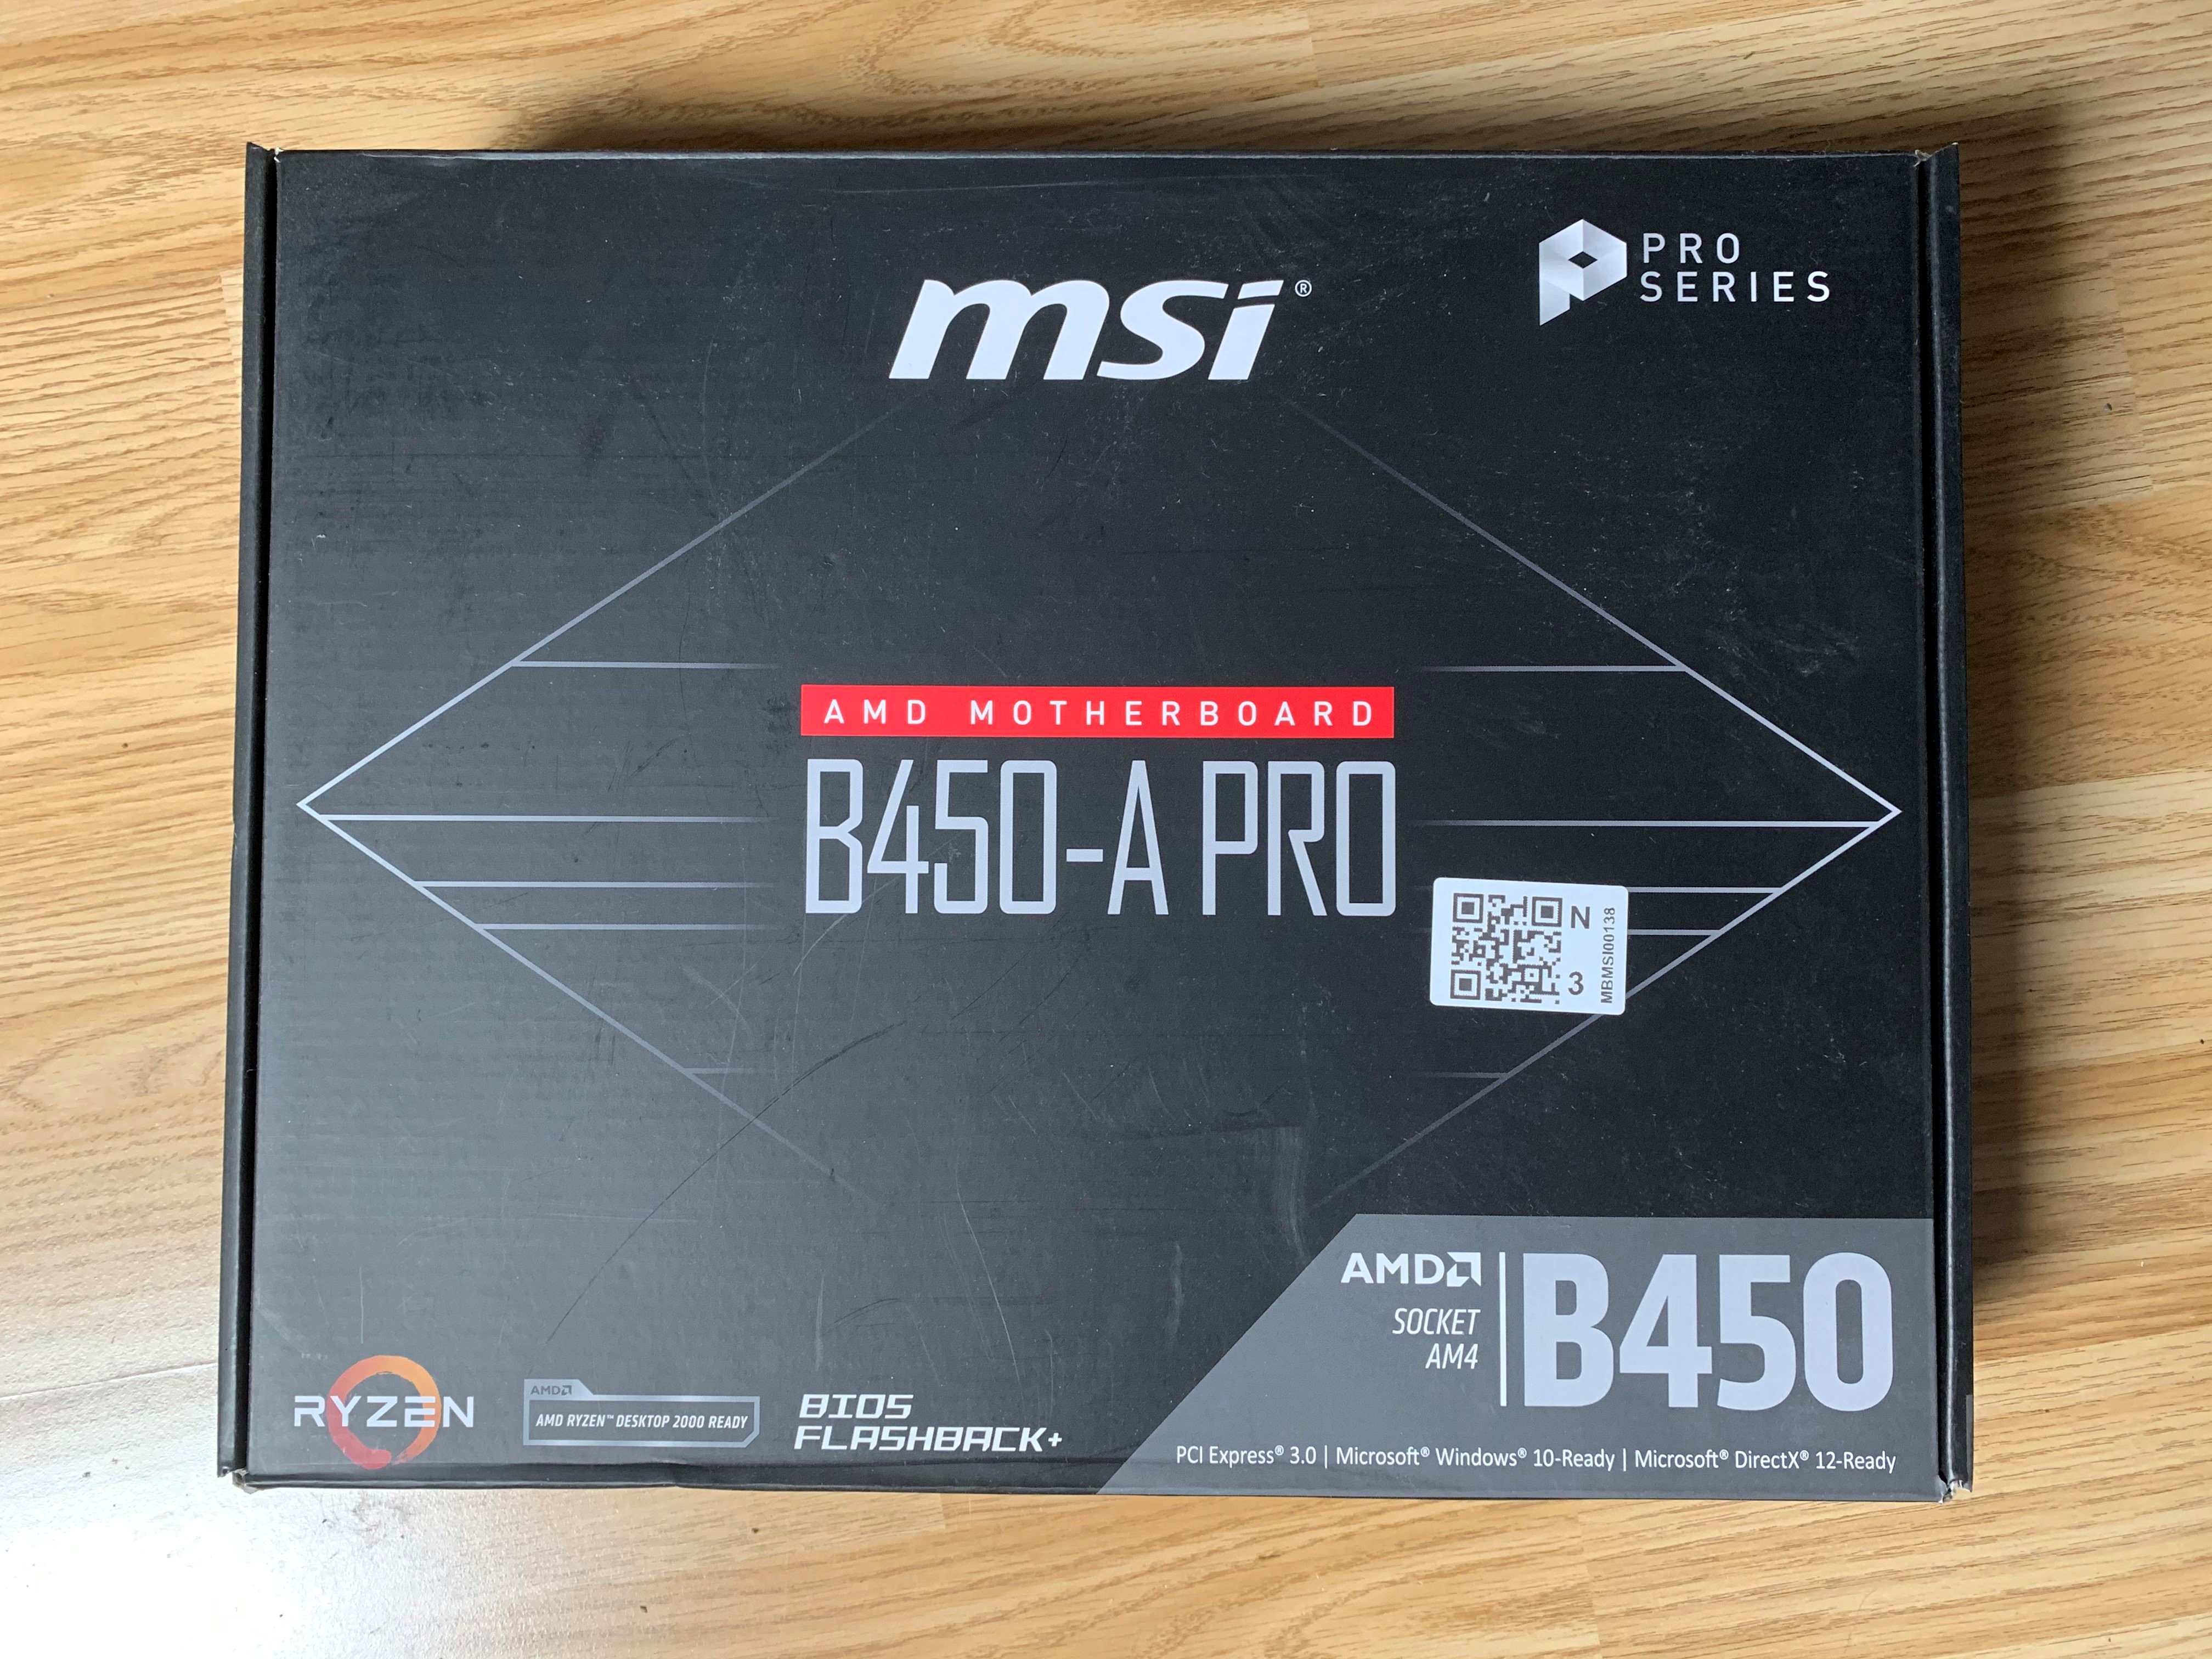 msi®
PRO
SERIES
AMD MOTHERBOARD
B450-A PRO
N
3
MBMSI00138
AMD
SOCKET
AM4
B450
RYZEN
AMD
AMD RYZEN™ DESKTOP 2000 READY
BIOS
FLASHBACK+
PCI Express® 3.0 | Microsoft® Windows® 10-Ready | Microsoft® DirectX® 12-Ready